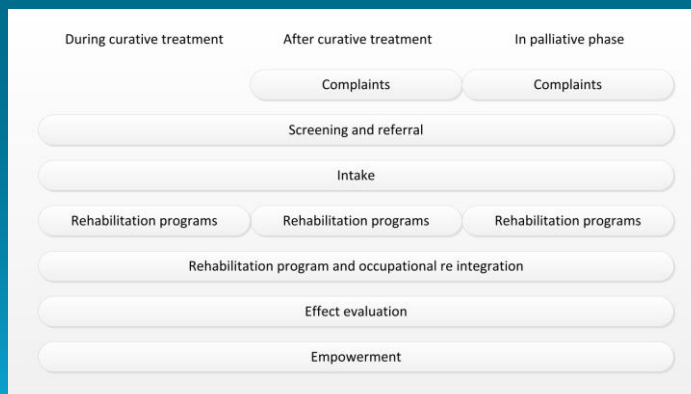 During curative treatment After curative treatment In palliative phase
Complaints Complaints
Screening and referral
Intake
Rehabilitation programs Rehabilitation programs Rehabilitation programs
Rehabilitation program and occupational re integration
Effect evaluation
Empowerment